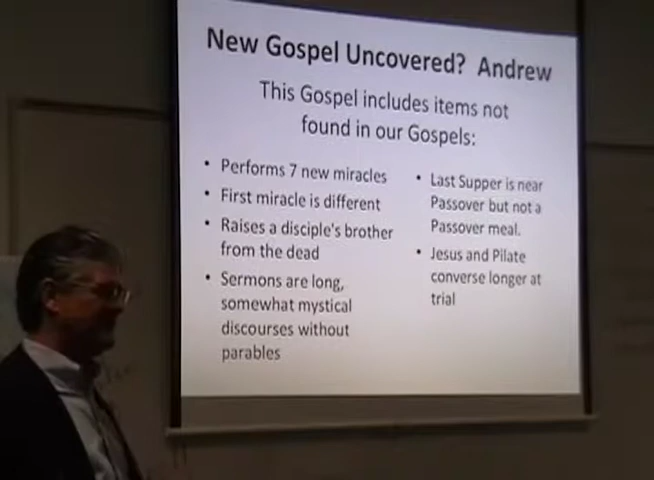 New Gospel Uncovered? Andrew
This Gospel includes items not
found in our Gospels:
• Performs 7 new miracles
• First miracle is different
• Raises a disciple's brother
from the dead
• Sermons are long,
somewhat mystical
discourses without
parables
• Last Supper is near
Passover but not a
Passover meal.
• Jesus and Pilate
converse longer at
trial